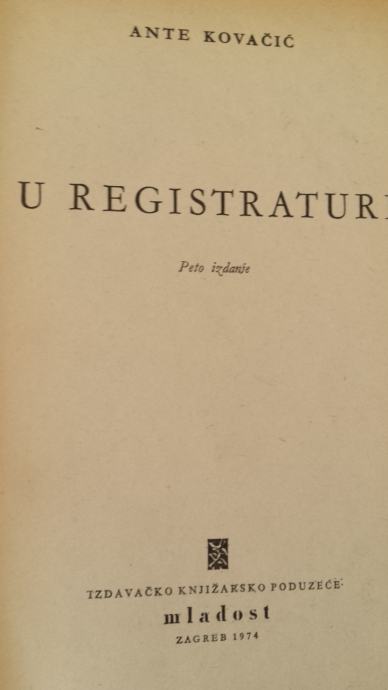 ANTE KOVAČIĆ
U REGISTRATURI
Peto izdanje
IZDAVAČKO KNJIŽARSKO PODUZEĆE
mladost
ZAGREB 1974